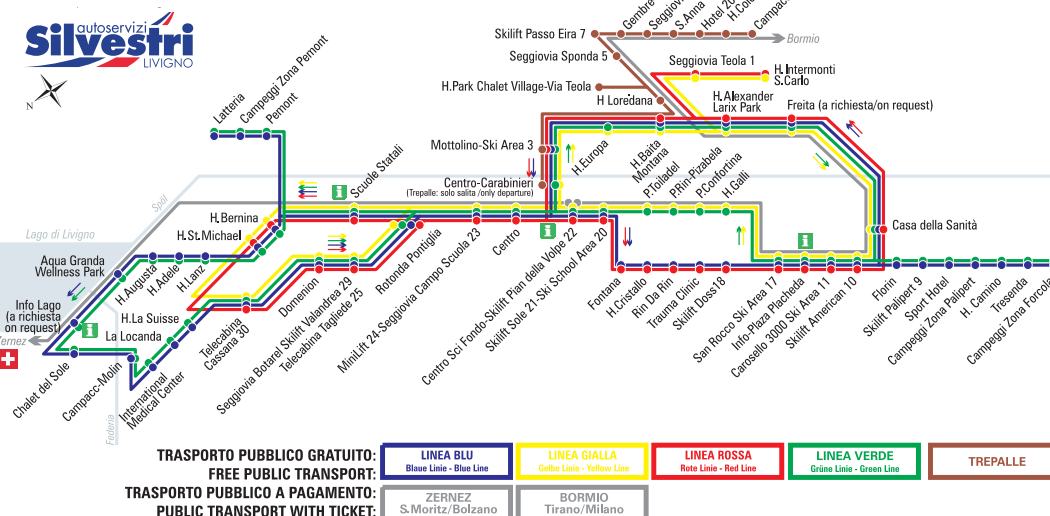 autoservizi
Silvestri
LIVIGNO
N
Latteria
Campeggi Zona Pemont
Pemont
Skilift Passo Eira 7
Seggiovia Sponda 5
H.Park Chalet Village-Via Teola
H Loredana
Gembre
S.Anna
Bormio
Seggiovia Teola 1
H. Intermonti
S.Carlo
H.Alexander
Larix Park
Freita (a richiesta/on request)
Mottolino-Ski Area 3
Centro-Carabinieri
(Trepalle: solo salita /only departure)
H.Europa
H.Baita
Montana
P.Toiladel
P.Rin-Pizabela
P.Confortina
H.Galli
Scuole Statali
Spöl
Lago di Livigno
H.Bernina
H.St.Michael
Aqua Granda
Wellness Park
H.Augusta
H.Adele
H.Lanz
Info Lago
(a richiesta
on request)
H.La Suisse
La Locanda
Chalet del Sole
Campacc-Molin
International
Medical Center
Federia
Telecabina
Cassana 30
Domenion
Seggiovia Botarel Skilift Valandrea 29
Telecabina Tagliede 25
Rotonda Pontiglia
MiniLift 24-Seggiovia Campo Scuola 23
Centro
Centro Sci Fondo-Skilift Pian della Volpe 22
Skilift Sole 21-Ski School Area 20
Fontana
H.Cristallo
Rin Da Rin
Trauma Clinic
Skilift Doss18
San Rocco Ski Area 17
Info-Plaza Placheda
Carosello 3000 Ski Area 11
Skilift American 10
Casa della Sanità
Florin
Skilift Palipert 9
Sport Hotel
Campeggi Zona Palipert
H. Camino
Tresenda
TRASPORTO PUBBLICO GRATUITO:
FREE PUBLIC TRANSPORT:
LINEA BLU
Blaue Linie - Blue Line
LINEA GIALLA
Gelbe Linie - Yellow Line
LINEA ROSSA
Rote Linie - Red Line
LINEA VERDE
Grüne Linie - Green Line
TREPALLE
TRASPORTO PUBBLICO A PAGAMENTO:
PUBLIC TRANSPORT WITH TICKET:
ZERNEZ
S.Moritz/Bolzano
BORMIO
Tirano/Milano